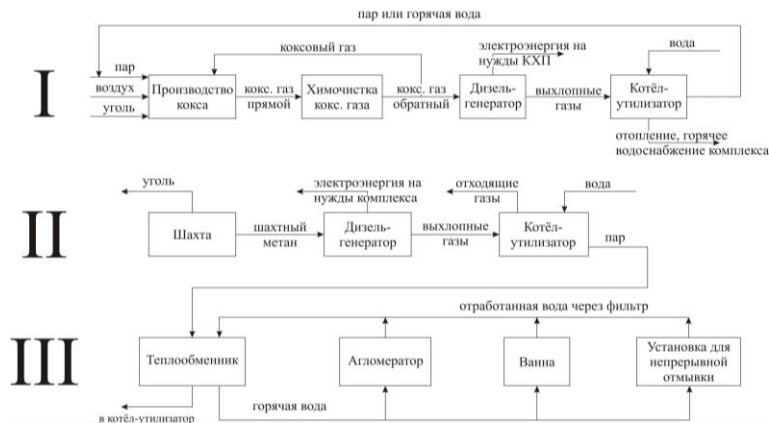 пар или горячая вода
I
коксовый газ
электроэнергия на
нужды КХП
вода
пар
воздух
уголь
Производство
кокса
кокс. газ
прямой
Химочистка
кокс. газа
кокс. газ
обратный
Дизель-
генератор
выхлопные
газы
Котёл-
утилизатор
отопление, горячее
водоснабжение комплекса
II
уголь
электроэнергия на
нужды комплекса
отходящие
газы
вода
Шахта
шахтный
метан
Дизель-
генератор
выхлопные
газы
Котёл-
утилизатор
пар
III
отработанная вода через фильтр
Теплообменник
Агломератор
Ванна
Установка для
непрерывной
отмывки
горячая вода
в котёл-утилизатор